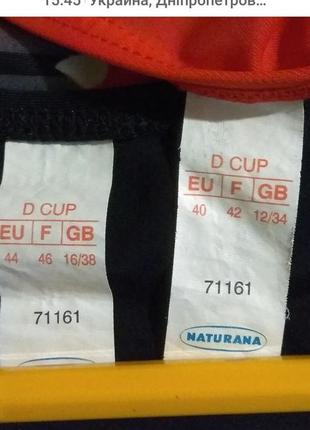 15:45 Украина, Дніпропетров...
D CUP
EU F GB
44 46 16/38
71161
D CUP
EU F GB
40 42 12/34
71161
NATURANA